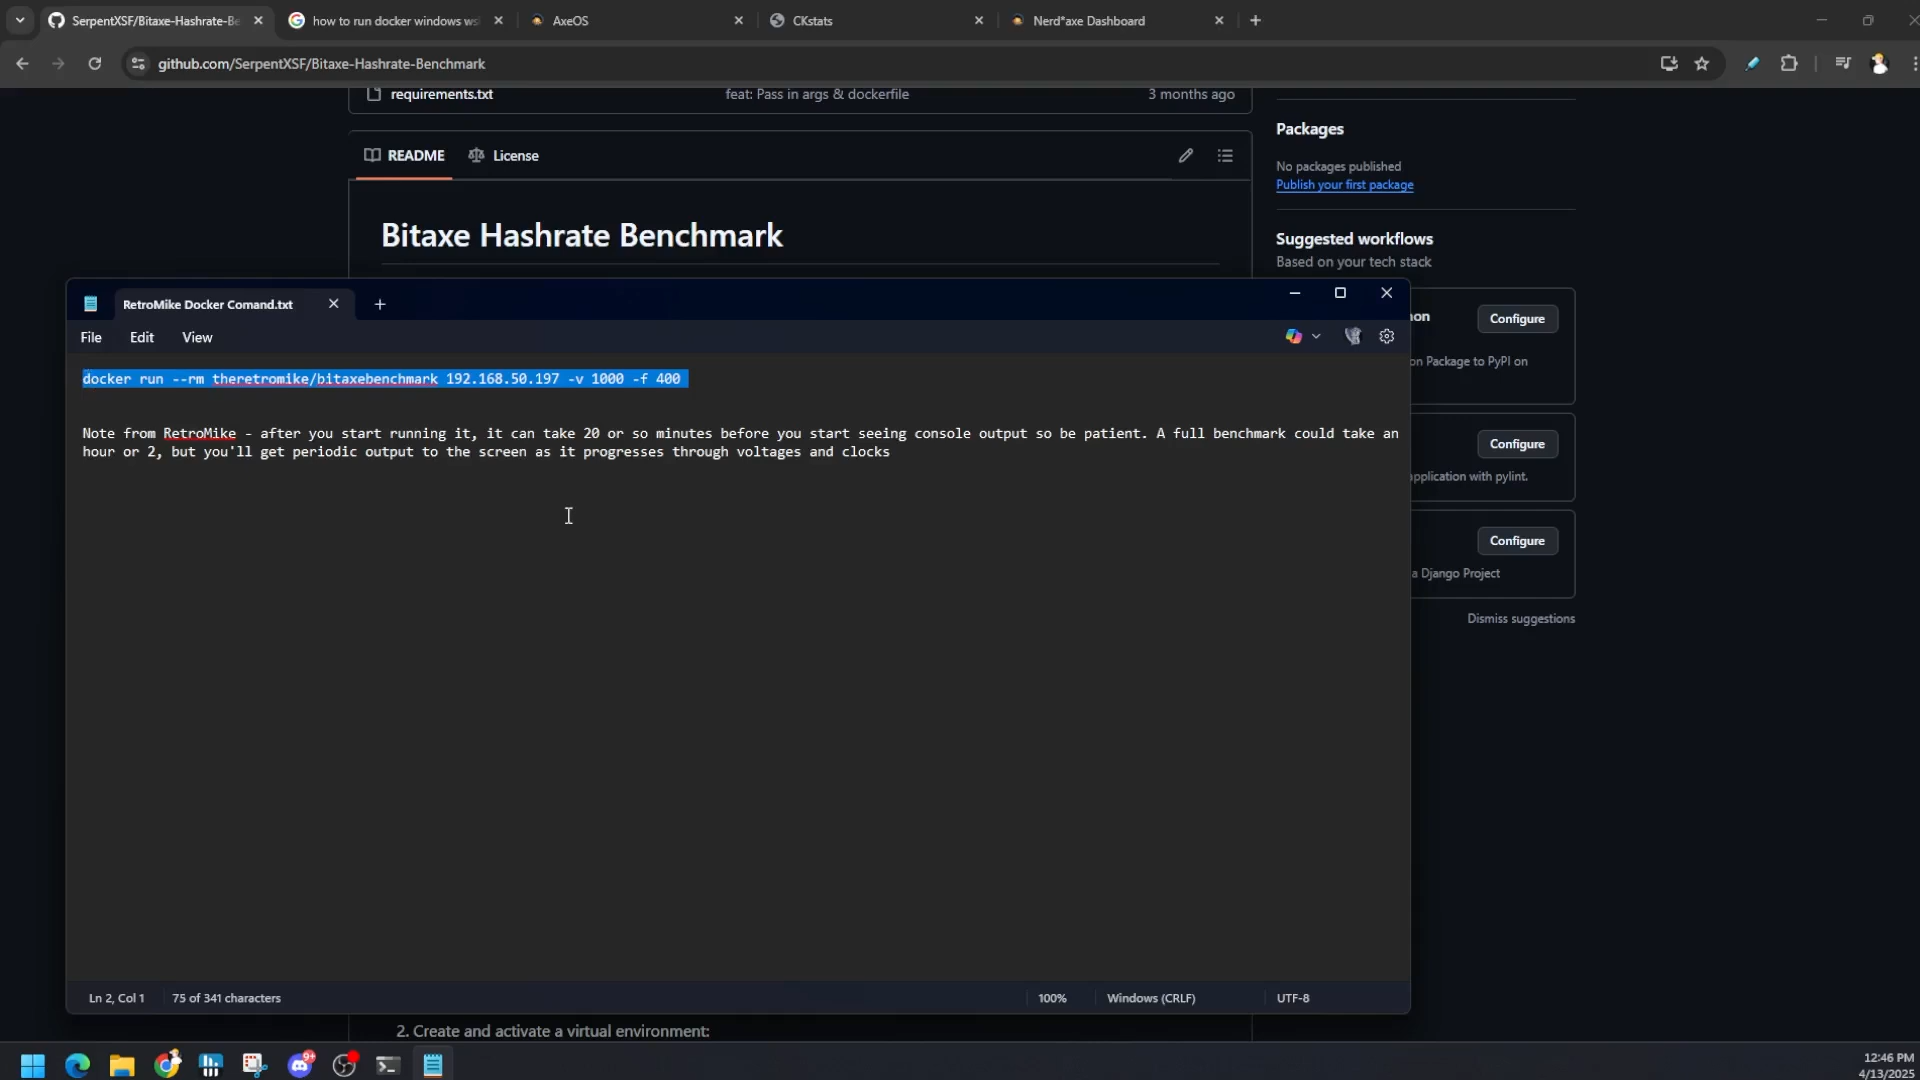 SerpentXSF/Bitaxe-Hashrate-Be
how to run docker windows ws
AxeOS
CKstats
Nerd*axe Dashboard
github.com/SerpentXSF/Bitaxe-Hashrate-Benchmark
requirements.txt feat: Pass in args & dockerfile 3 months ago
README License
Bitaxe Hashrate Benchmark
Packages
No packages published
Publish your first package
Suggested workflows
Based on your tech stack
on Configure
on Package to PyPI on
Configure
application with pylint.
Configure
a Django Project
Dismiss suggestions
RetroMike Docker Comand.txt
File Edit View
docker run --rm theretromike/bitaxebenchmark 192.168.50.197 -v 1000 -f 400
Note from RetroMike - after you start running it, it can take 20 or so minutes before you start seeing console output so be patient. A full benchmark could take an
hour or 2, but you'll get periodic output to the screen as it progresses through voltages and clocks
Ln 2, Col 1 75 of 341 characters 100% Windows (CRLF) UTF-8
2. Create and activate a virtual environment:
9+
12:46 PM
4/13/2025